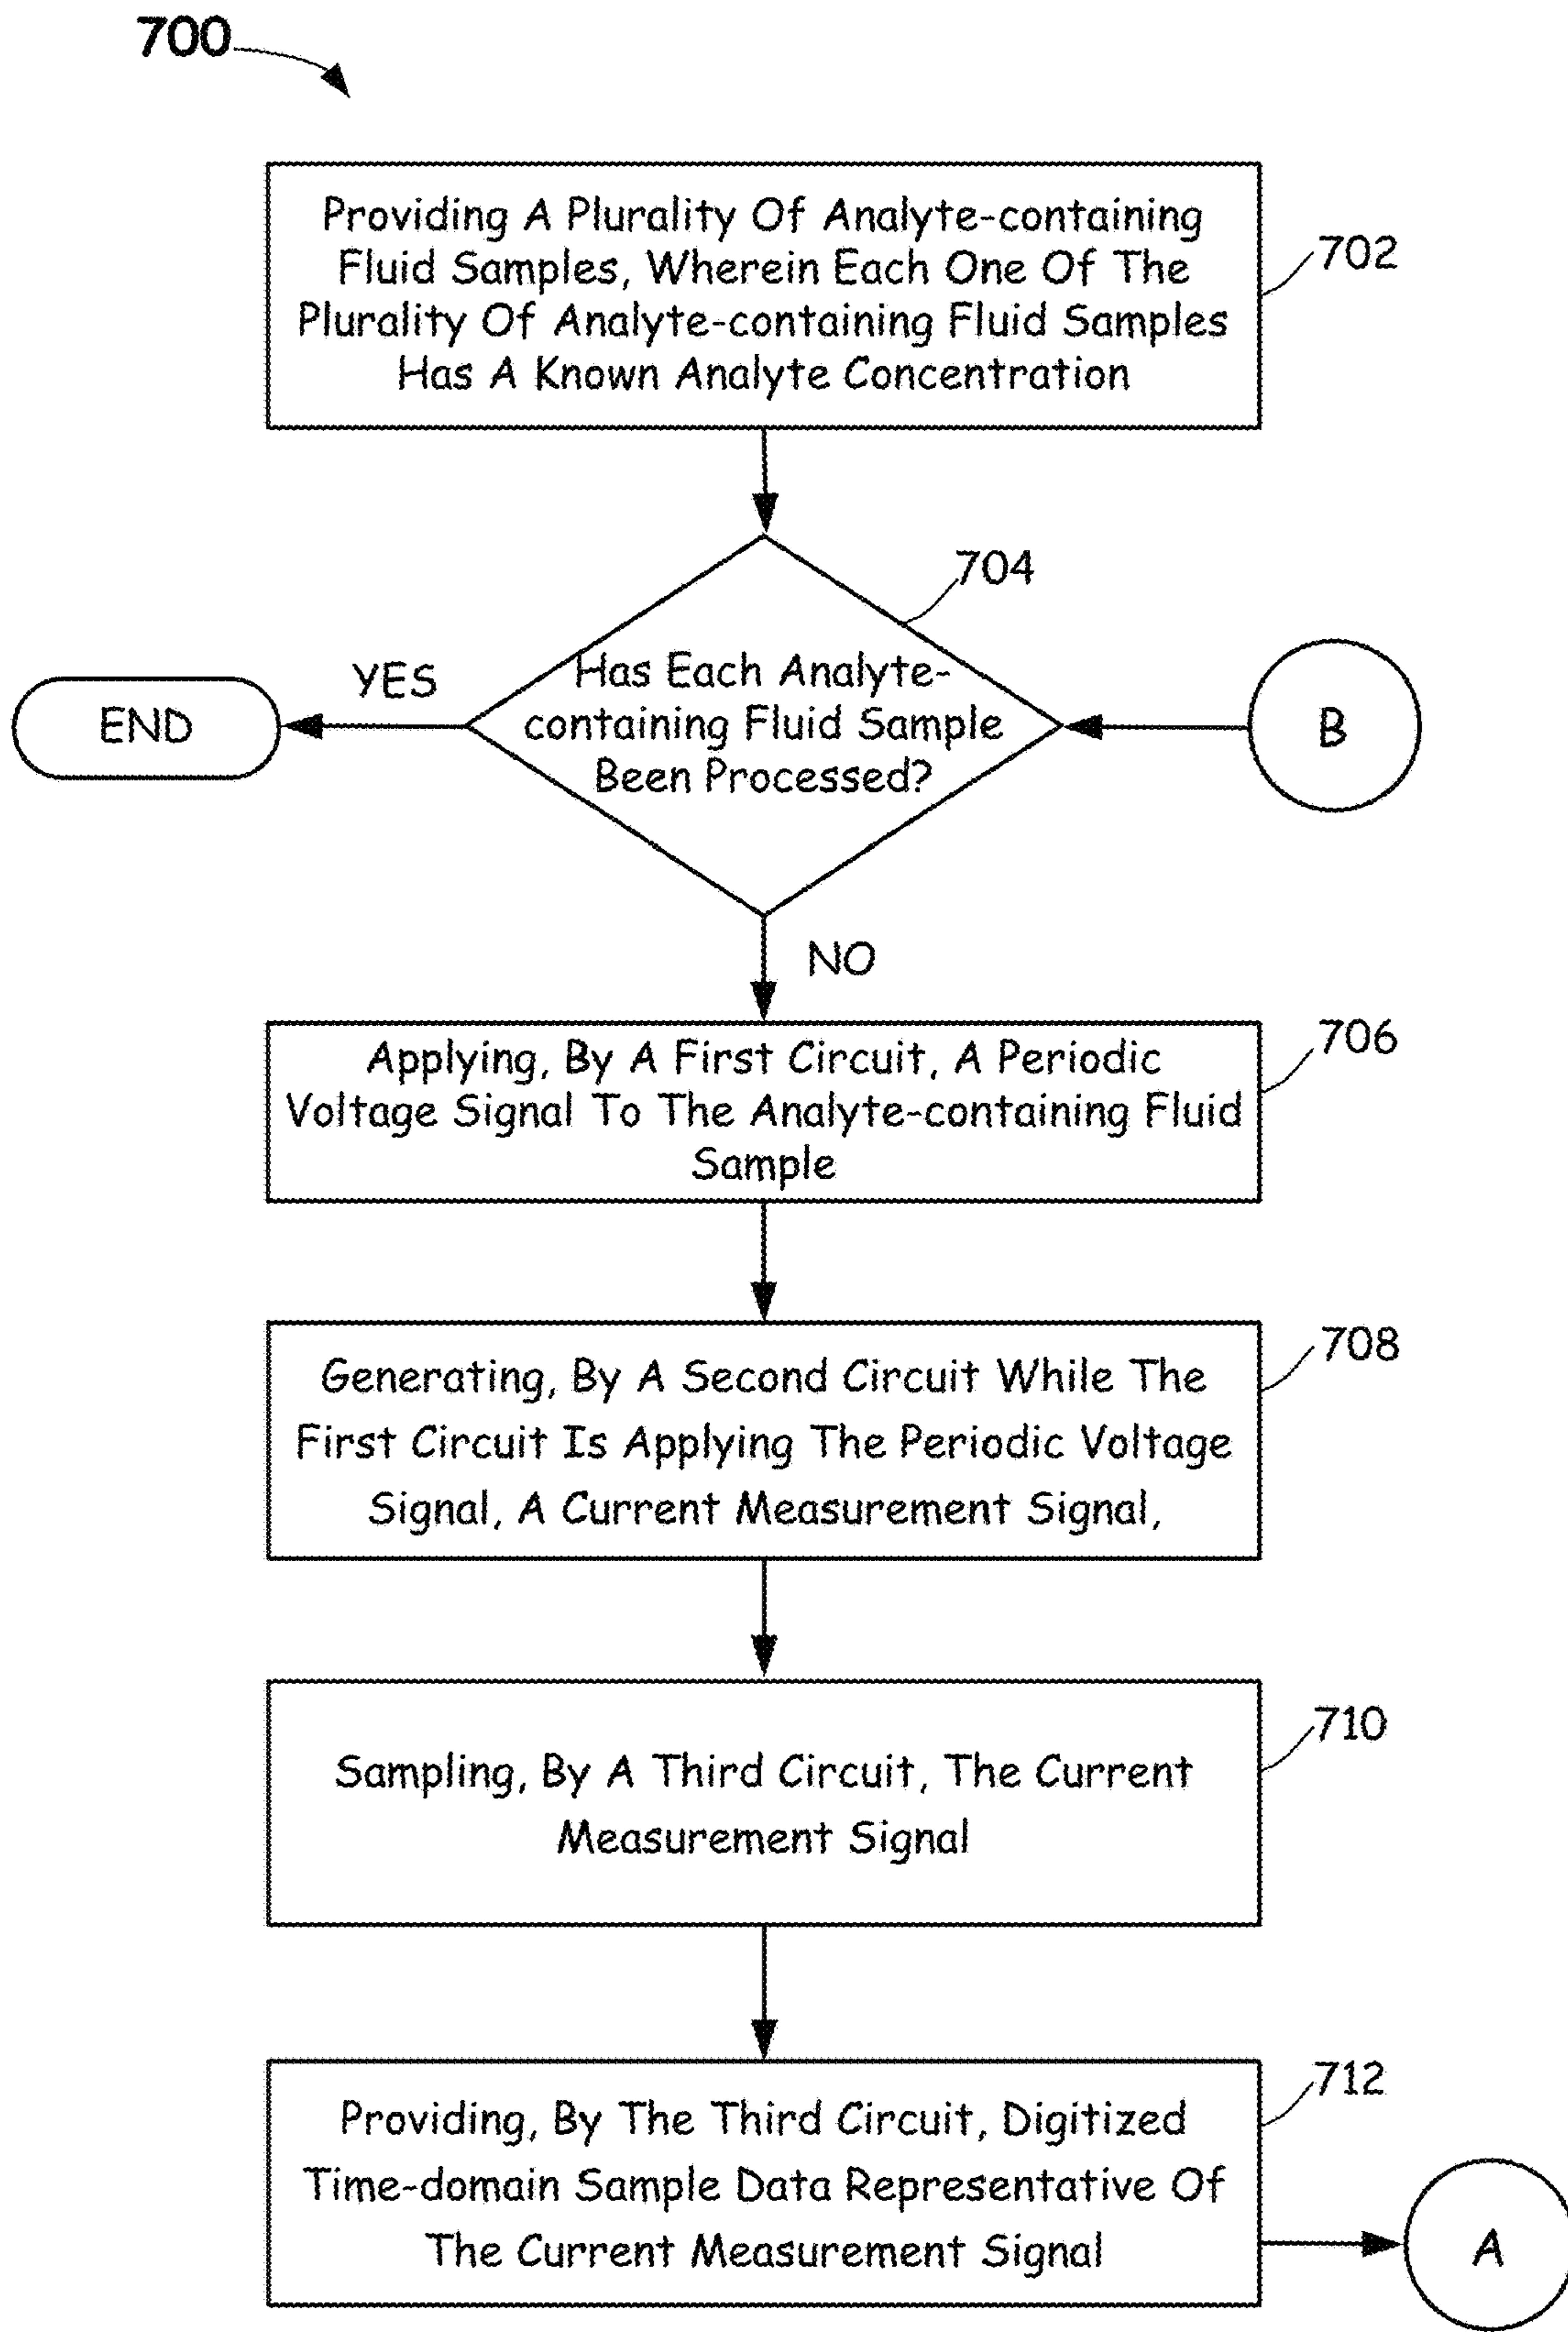 700
Providing A Plurality Of Analyte-containing
Fluid Samples, Wherein Each One Of The
Plurality Of Analyte-containing Fluid Samples
Has A Known Analyte Concentration
702
704
Has Each Analyte-
containing Fluid Sample
Been Processed?
YES
END
B
NO
Applying, By A First Circuit, A Periodic
Voltage Signal To The Analyte-containing Fluid
Sample
706
Generating, By A Second Circuit While The
First Circuit Is Applying The Periodic Voltage
Signal, A Current Measurement Signal,
708
Sampling, By A Third Circuit, The Current
Measurement Signal
710
Providing, By The Third Circuit, Digitized
Time-domain Sample Data Representative Of
The Current Measurement Signal
712
A